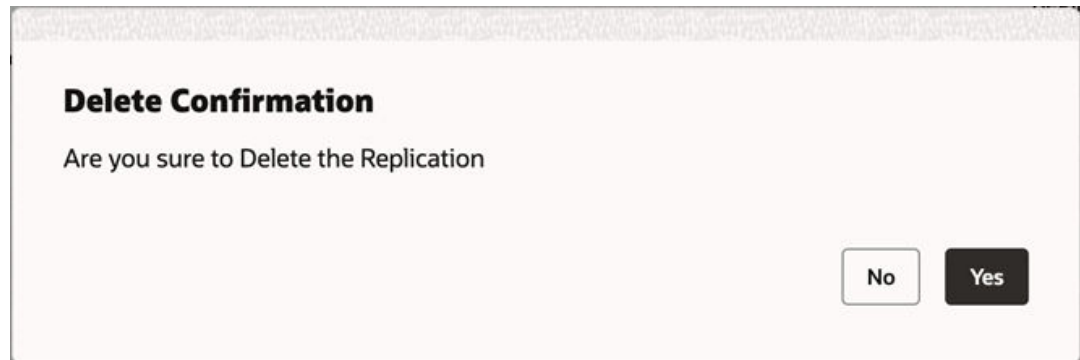 Delete Confirmation
Are you sure to Delete the Replication
No Yes